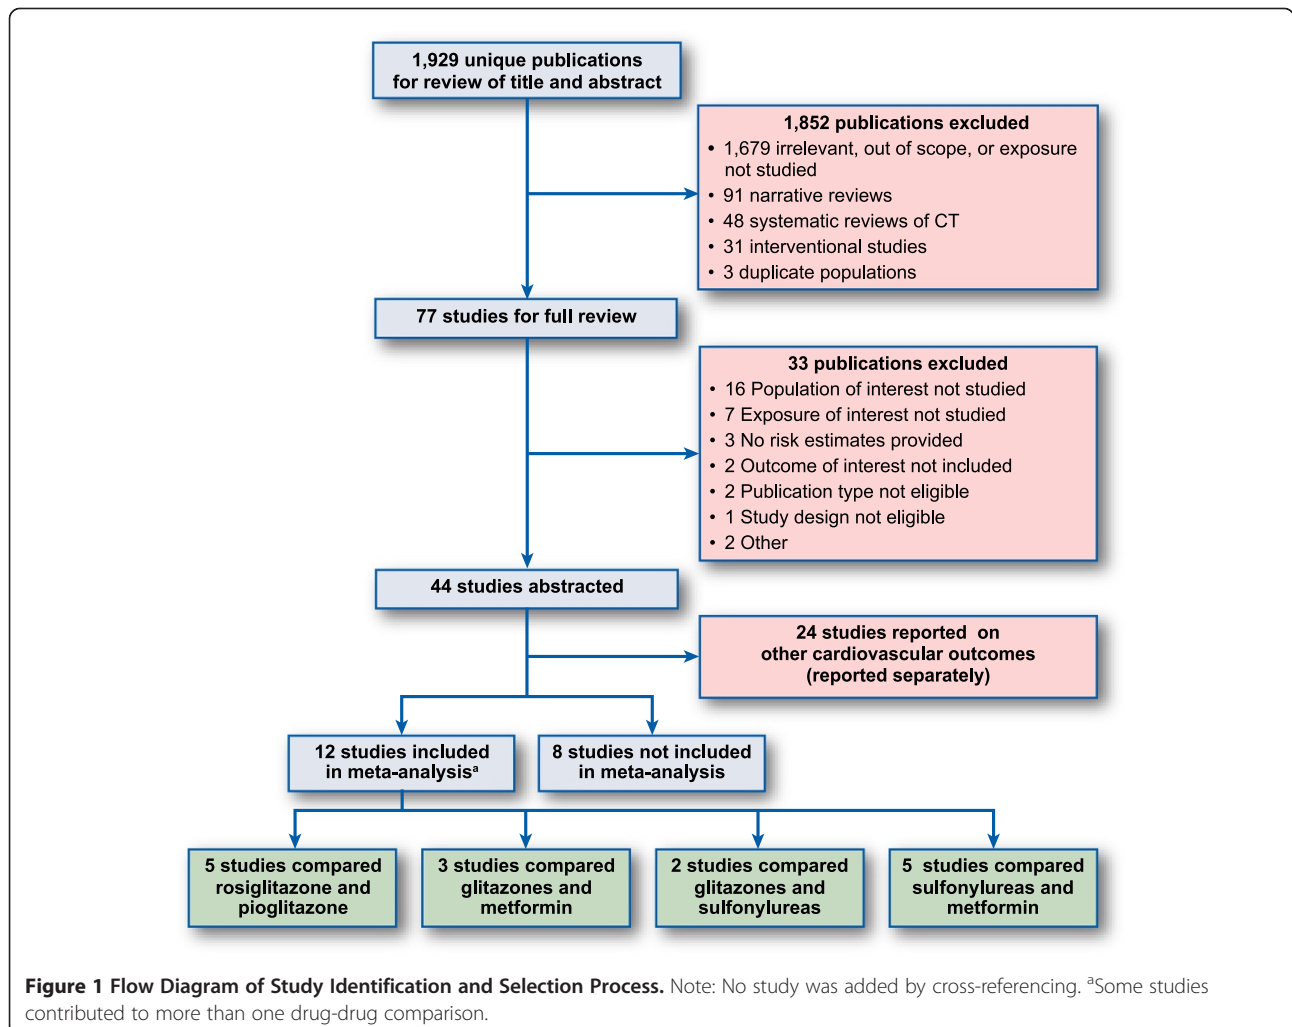 1,929 unique publications
for review of title and abstract
1,852 publications excluded
• 1,679 irrelevant, out of scope, or exposure
not studied
• 91 narrative reviews
• 48 systematic reviews of CT
• 31 interventional studies
• 3 duplicate populations
77 studies for full review
33 publications excluded
• 16 Population of interest not studied
• 7 Exposure of interest not studied
• 3 No risk estimates provided
• 2 Outcome of interest not included
• 2 Publication type not eligible
• 1 Study design not eligible
• 2 Other
44 studies abstracted
24 studies reported on
other cardiovascular outcomes
(reported separately)
12 studies included
in meta-analysisᵃ
8 studies not included
in meta-analysis
5 studies compared
rosiglitazone and
pioglitazone
3 studies compared
glitazones and
metformin
2 studies compared
glitazones and
sulfonylureas
5 studies compared
sulfonylureas and
metformin
Figure 1 Flow Diagram of Study Identification and Selection Process. Note: No study was added by cross-referencing. ᵃSome studies
contributed to more than one drug-drug comparison.